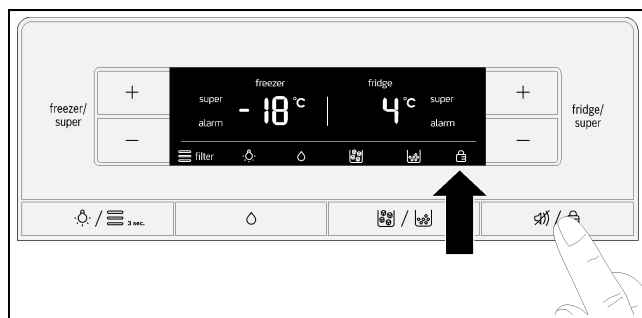 freezer fridge
super -18 °C 4 °C super
alarm alarm
filter
freezer/
super
+
−
+
−
fridge/
super
/ 3 sec.
/
/